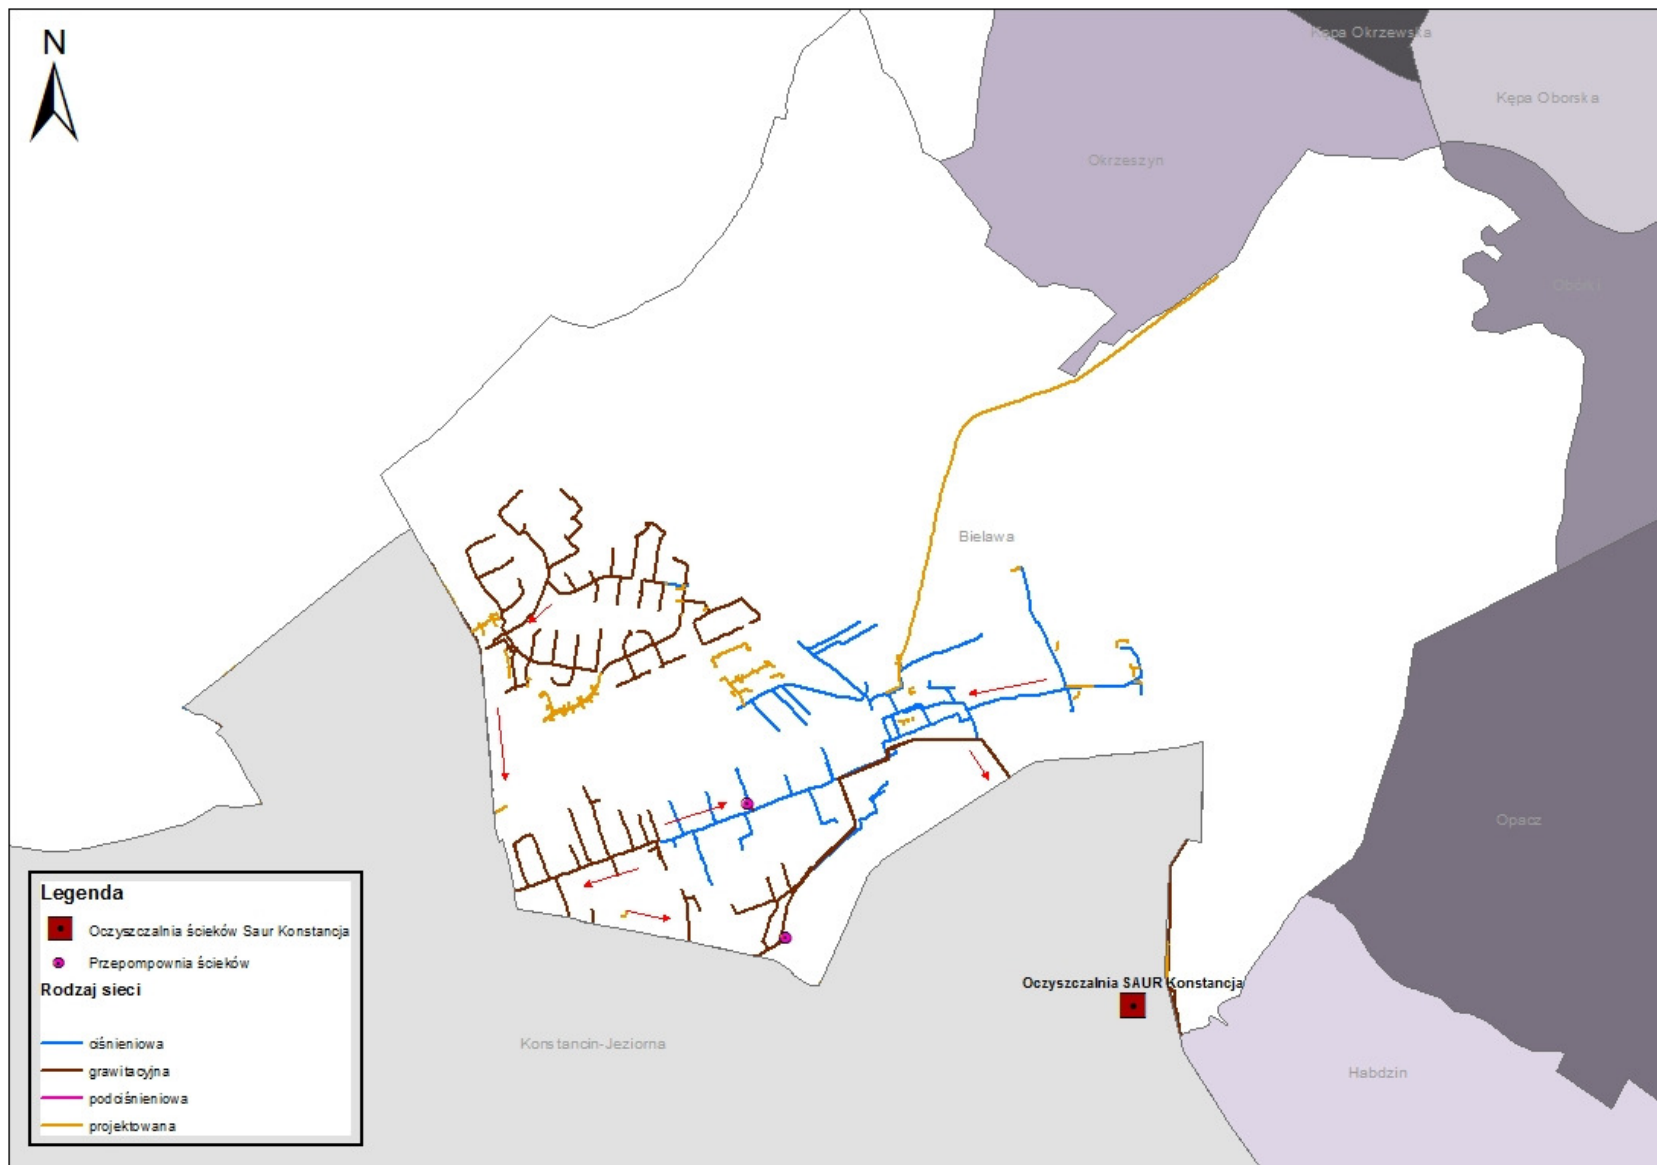 N
Kępa Okrzewska
Kępa Oborska
Okrzeszyn
Obórki
Bielawa
Opacz
Legenda
Oczyszczalnia ścieków Saur Konstancja
Przepompownia ścieków
Rodzaj sieci
ciśnieniowa
grawitacyjna
podciśnieniowa
projektowana
Oczyszczalnia SAUR Konstancja
Konstancin-Jeziorna
Habdzin